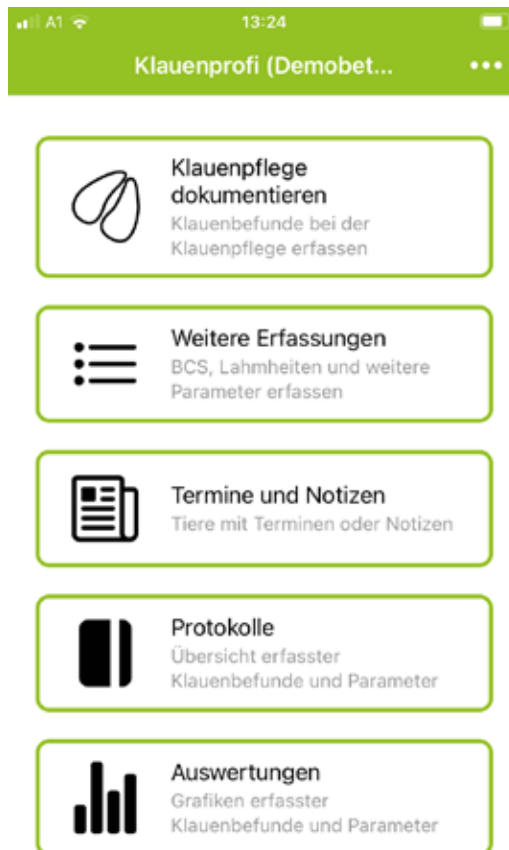 A1 13:24
Klauenprofi (Demobet...
Klauenpflege
dokumentieren
Klauenbefunde bei der
Klauenpflege erfassen
Weitere Erfassungen
BCS, Lahmheiten und weitere
Parameter erfassen
Termine und Notizen
Tiere mit Terminen oder Notizen
Protokolle
Übersicht erfasster
Klauenbefunde und Parameter
Auswertungen
Grafiken erfasster
Klauenbefunde und Parameter